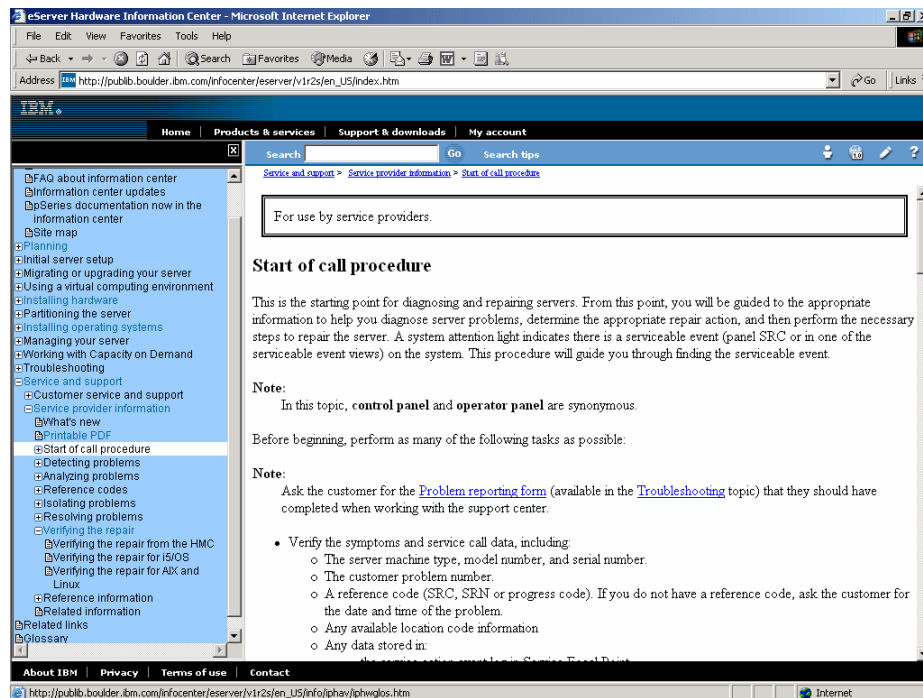 eServer Hardware Information Center - Microsoft Internet Explorer
File Edit View Favorites Tools Help
Back Search Favorites Media
Address http://publib.boulder.ibm.com/infocenter/eserver/v1r2s/en_US/index.htm Go Links
IBM
Home | Products & services | Support & downloads | My account
Search Go Search tips
FAQ about information center
Information center updates
pSeries documentation now in the
information center
Site map
Planning
Initial server setup
Migrating or upgrading your server
Using a virtual computing environment
Installing hardware
Partitioning the server
Installing operating systems
Managing your server
Working with Capacity on Demand
Troubleshooting
Service and support
Customer service and support
Service provider information
What's new
Printable PDF
Start of call procedure
Detecting problems
Analyzing problems
Reference codes
Isolating problems
Resolving problems
Verifying the repair
Verifying the repair from the HMC
Verifying the repair for i5/OS
Verifying the repair for AIX and
Linux
Reference information
Related information
Related links
Glossary
Service and support > Service provider information > Start of call procedure
For use by service providers.
Start of call procedure
This is the starting point for diagnosing and repairing servers. From this point, you will be guided to the appropriate
information to help you diagnose server problems, determine the appropriate repair action, and then perform the necessary
steps to repair the server. A system attention light indicates there is a serviceable event (panel SRC or in one of the
serviceable event views) on the system. This procedure will guide you through finding the serviceable event.
Note:
In this topic, control panel and operator panel are synonymous.
Before beginning, perform as many of the following tasks as possible:
Note:
Ask the customer for the Problem reporting form (available in the Troubleshooting topic) that they should have
completed when working with the support center.
• Verify the symptoms and service call data, including:
o The server machine type, model number, and serial number.
o The customer problem number.
o A reference code (SRC, SRN or progress code). If you do not have a reference code, ask the customer for
the date and time of the problem.
o Any available location code information
o Any data stored in:
the service action event log in Service Focal Point
About IBM | Privacy | Terms of use | Contact
http://publib.boulder.ibm.com/infocenter/eserver/v1r2s/en_US/info/iphav/iphwglos.htm Internet